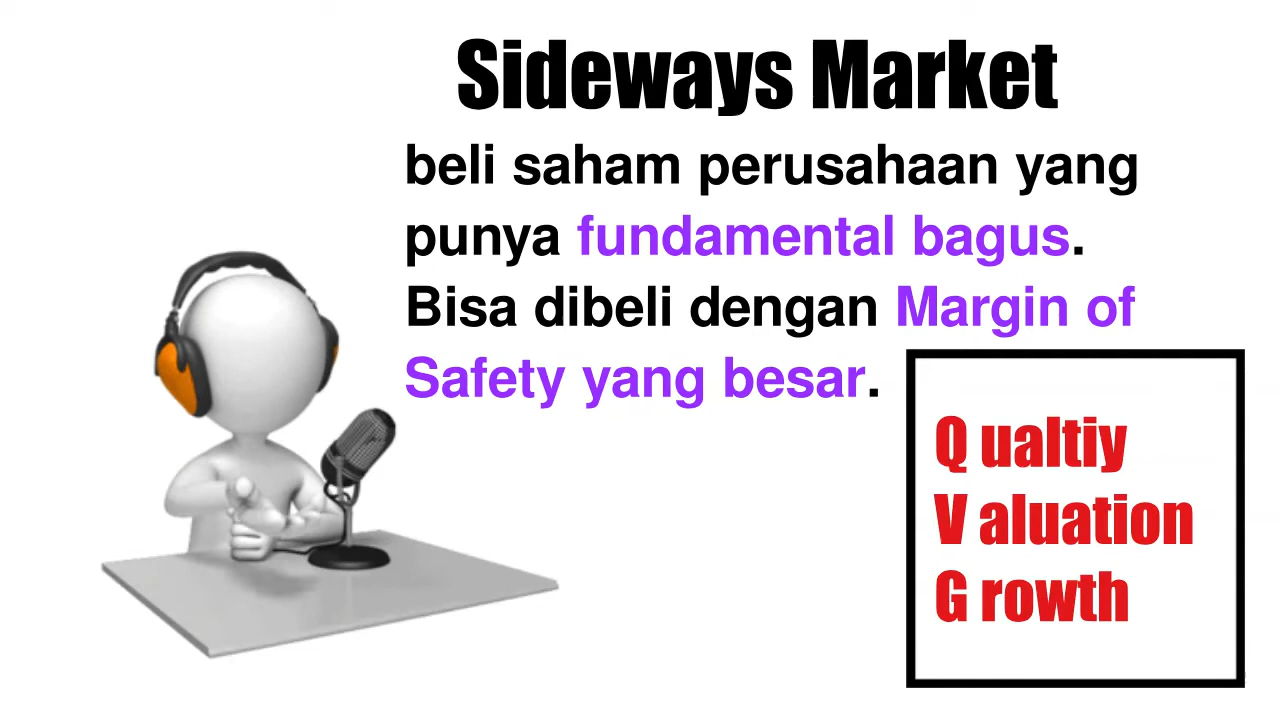 Sideways Market
beli saham perusahaan yang
punya fundamental bagus.
Bisa dibeli dengan Margin of
Safety yang besar.
Q ualtiy
V aluation
G rowth